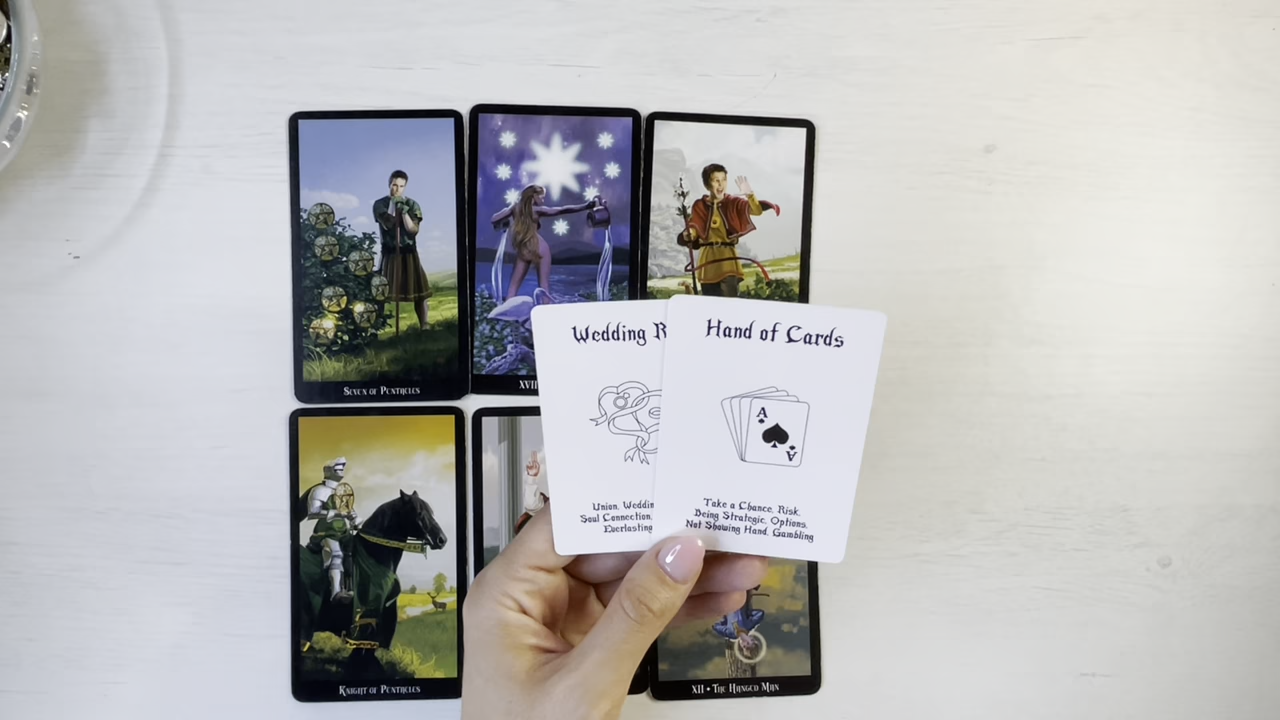 Seven of Pentacles
XVII
Wedding
Hand of Cards
A
A
Union,
Soul Connection,
Everlasting
Take a Chance, Risk,
Being Strategic, Options,
Not Showing Hand, Gambling
Knight of Pentacles
XII • The Hanged Man